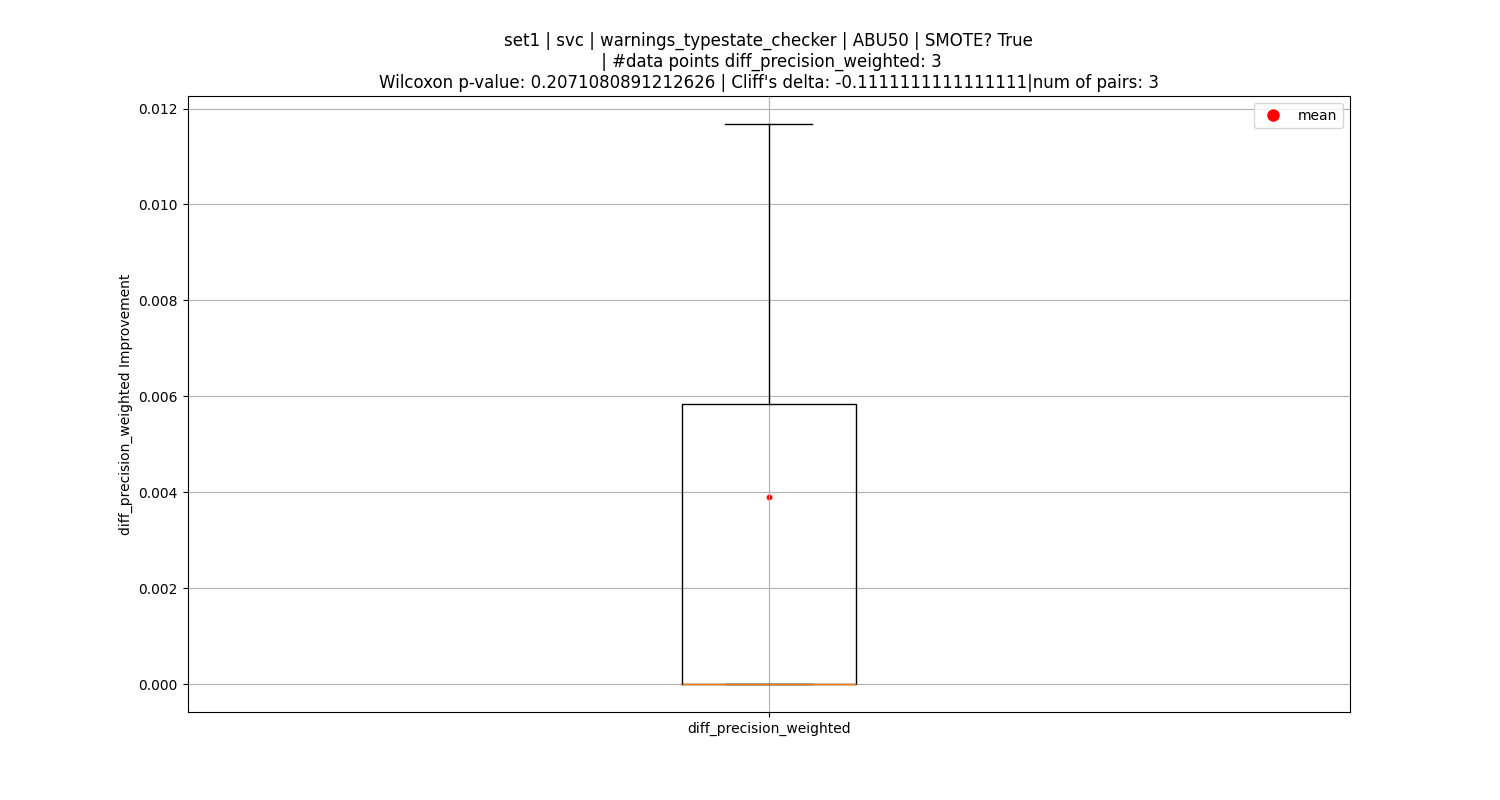 set1 | svc | warnings_typestate_checker | ABU50 | SMOTE? True
| #data points diff_precision_weighted: 3
Wilcoxon p-value: 0.2071080891212626 | Cliff's delta: -0.1111111111111111|num of pairs: 3
mean
0.012
0.010
0.008
0.006
0.004
0.002
0.000
diff_precision_weighted Improvement
diff_precision_weighted